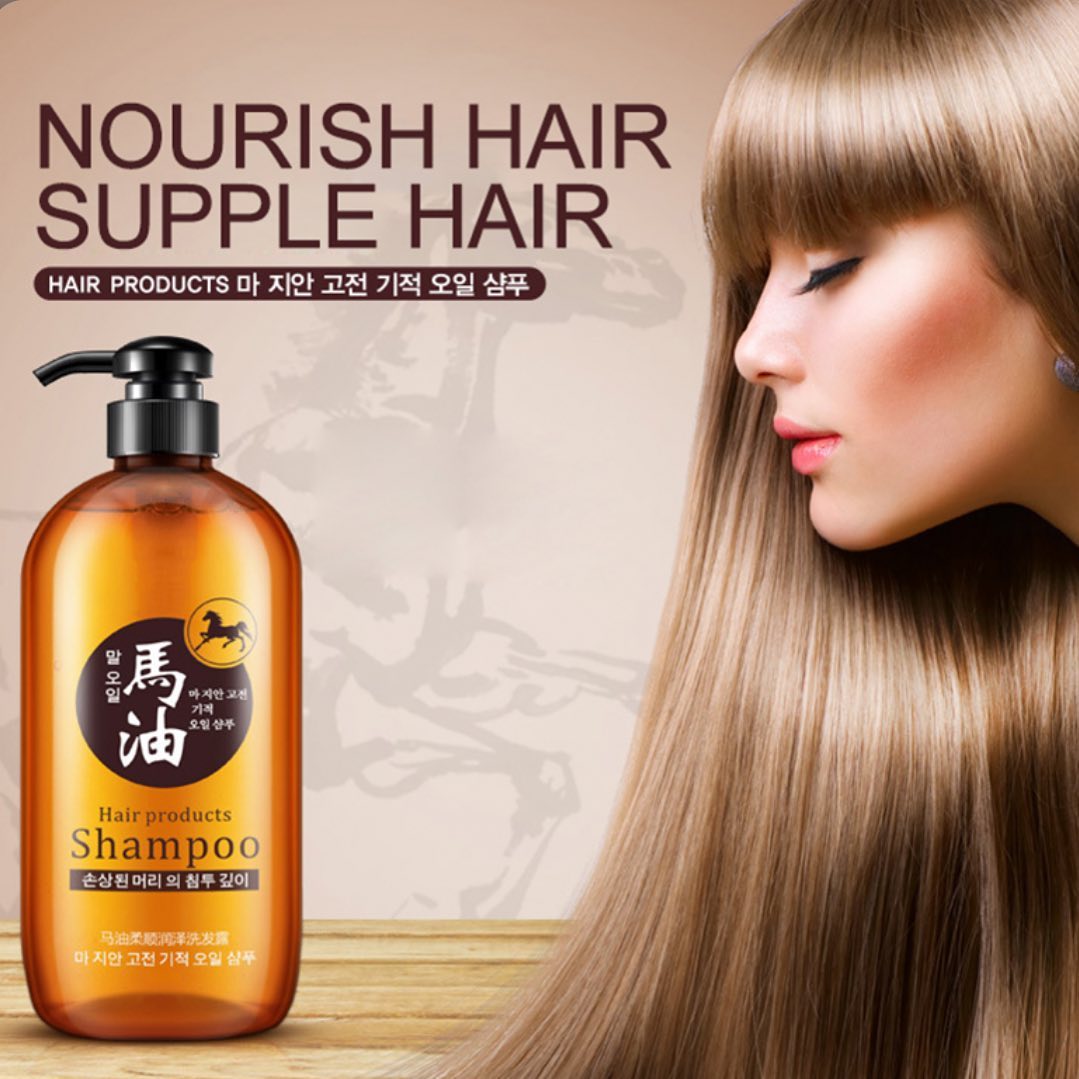 NOURISH HAIR
SUPPLE HAIR
HAIR PRODUCTS 마 지안 고전 기적 오일 샴푸
말오일
馬油
마 지안 고전
기적
오일 샴푸
Hair products
Shampoo
손상된 머리 의 침투 깊이
马油柔顺润泽洗发露
마 지안 고전 기적 오일 샴푸